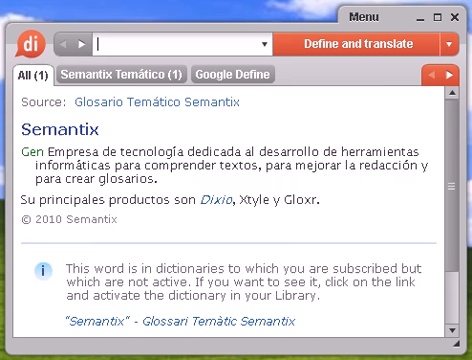 Menu
di
Define and translate
All (1)
Semantix Temático (1)
Google Define
Source: Glosario Temático Semantix
Semantix
Gen Empresa de tecnología dedicada al desarrollo de herramientas
informáticas para comprender textos, para mejorar la redacción y
para crear glosarios.
Su principales productos son Dixio, Xtyle y Gloxr.
© 2010 Semantix
i
This word is in dictionaries to which you are subscribed but
which are not active. If you want to see it, click on the link
and activate the dictionary in your Library.
"Semantix" - Glossari Temàtic Semantix